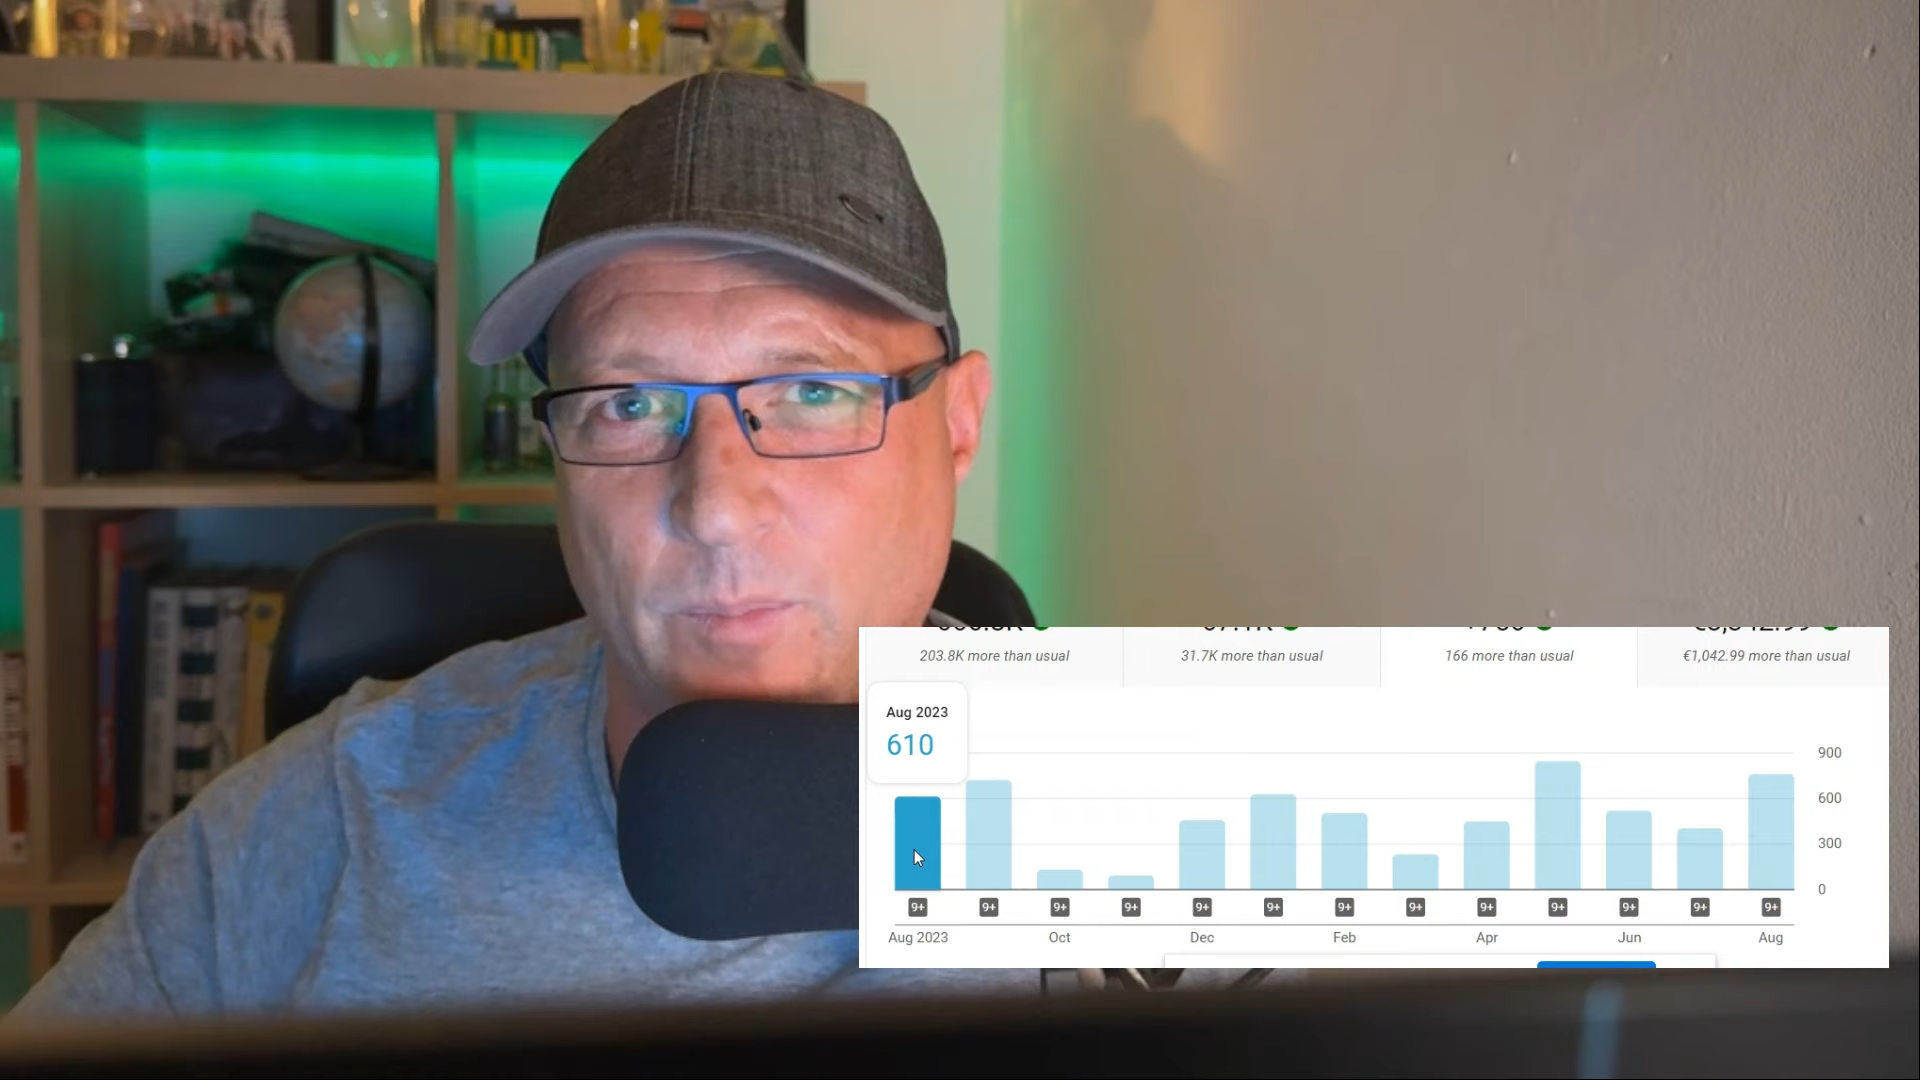 203.8K more than usual
31.7K more than usual
166 more than usual
€1,042.99 more than usual
Aug 2023
610
900
600
300
0
9+ 9+ 9+ 9+ 9+ 9+ 9+ 9+ 9+ 9+ 9+ 9+ 9+
Aug 2023 Oct Dec Feb Apr Jun Aug